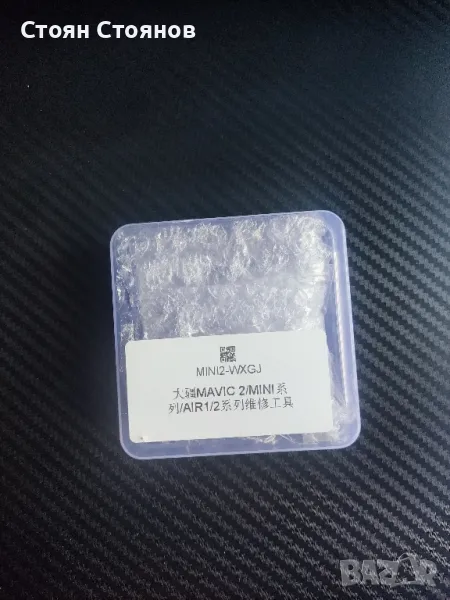 Стоян Стоянов
MINI2-WXGJ
大疆MAVIC 2/MINI系
列/AIR1/2系列维修工具
BAZAR